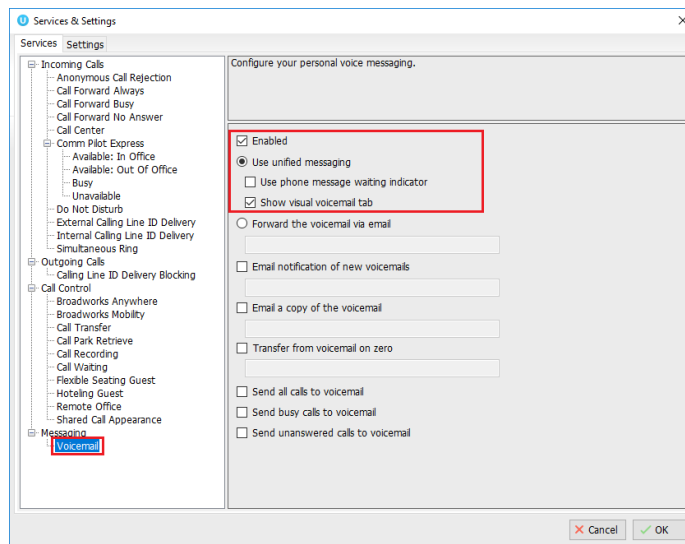 Services & Settings
Services Settings
Incoming Calls
Anonymous Call Rejection
Call Forward Always
Call Forward Busy
Call Forward No Answer
Call Center
Comm Pilot Express
Available: In Office
Available: Out Of Office
Busy
Unavailable
Do Not Disturb
External Calling Line ID Delivery
Internal Calling Line ID Delivery
Simultaneous Ring
Outgoing Calls
Calling Line ID Delivery Blocking
Call Control
Broadworks Anywhere
Broadworks Mobility
Call Transfer
Call Park Retrieve
Call Recording
Call Waiting
Flexible Seating Guest
Hoteling Guest
Remote Office
Shared Call Appearance
Messaging
Voicemail
Configure your personal voice messaging.
Enabled
Use unified messaging
Use phone message waiting indicator
Show visual voicemail tab
Forward the voicemail via email
Email notification of new voicemails
Email a copy of the voicemail
Transfer from voicemail on zero
Send all calls to voicemail
Send busy calls to voicemail
Send unanswered calls to voicemail
Cancel OK